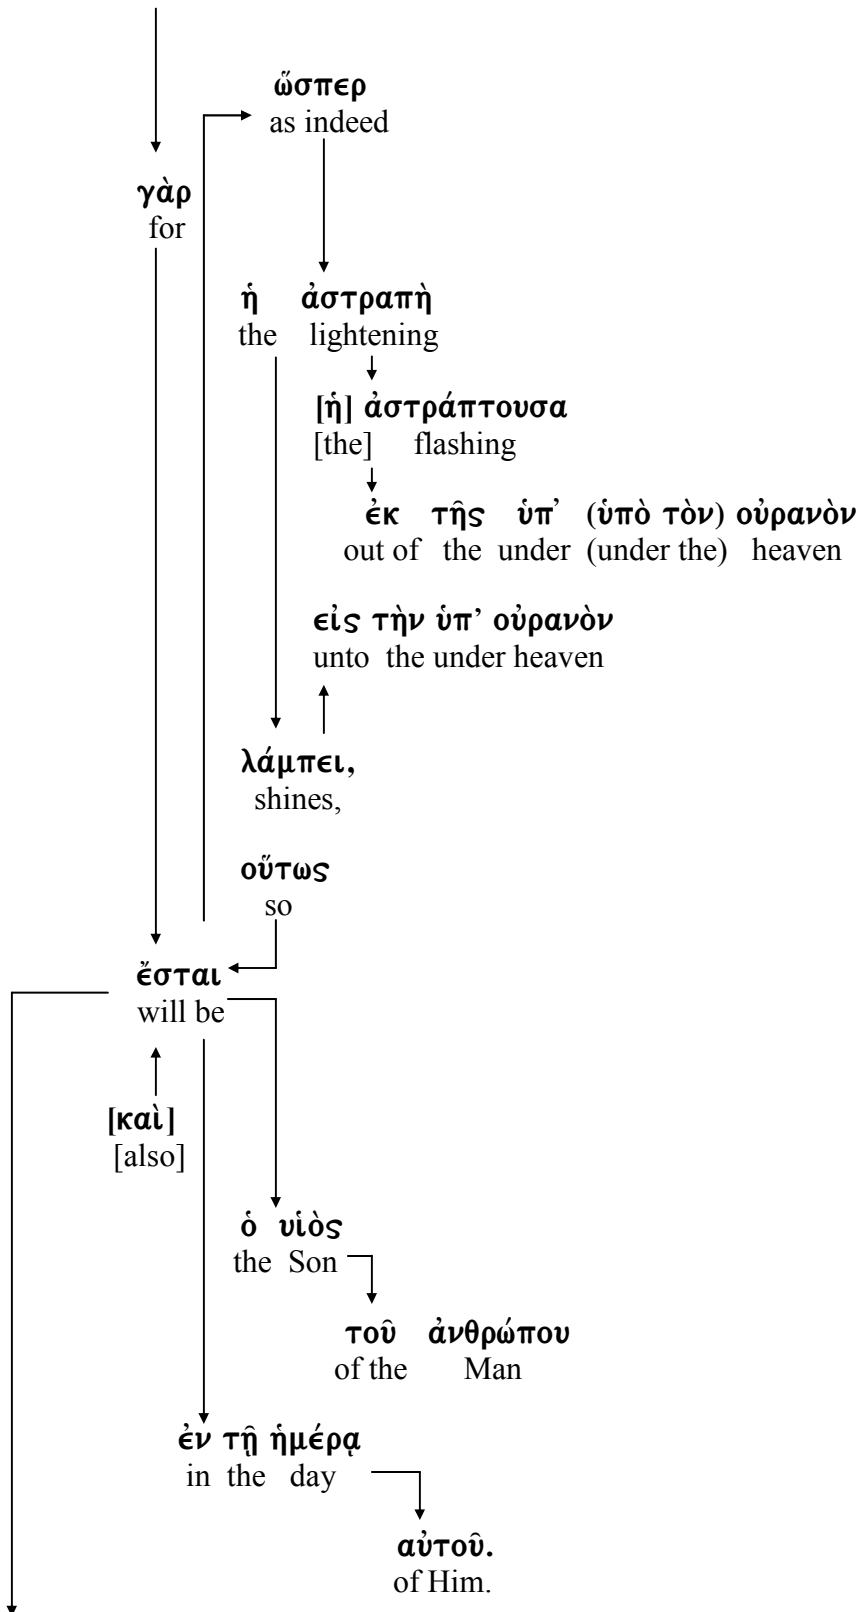 ὥσπερ
as indeed
γὰρ
for
ἡ ἀστραπὴ
the lightening
[ἡ] ἀστράπτουσα
[the] flashing
ἐκ τῆς ὑπ’ (ὑπὸ τὸν) οὐρανὸν
out of the under (under the) heaven
εἰς τὴν ὑπ’ οὐρανὸν
unto the under heaven
λάμπει,
shines,
οὕτως
so
ἔσται
will be
[καὶ]
[also]
ὁ υἱὸς
the Son
τοῦ ἀνθρώπου
of the Man
ἐν τῇ ἡμέρᾳ
in the day
αὐτοῦ.
of Him.